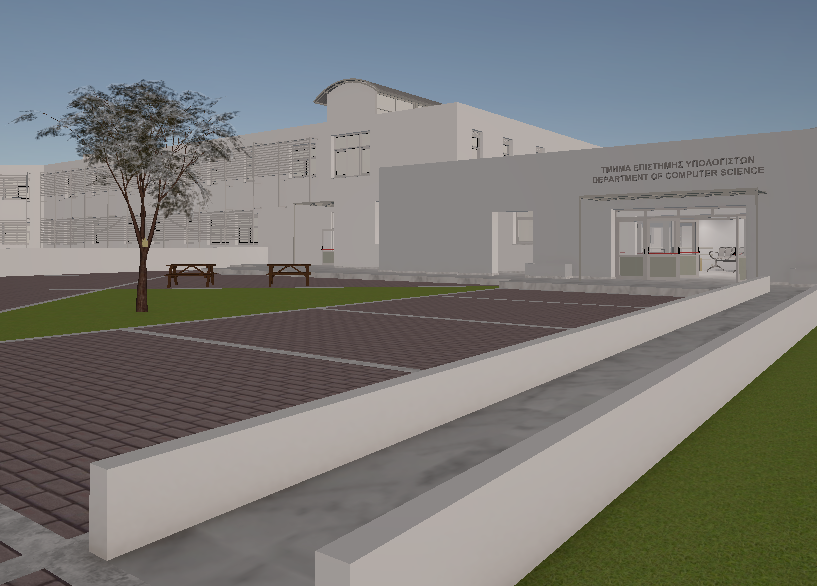 ΤΜΗΜΑ ΕΠΙΣΤΗΜΗΣ ΥΠΟΛΟΓΙΣΤΩΝ
DEPARTMENT OF COMPUTER SCIENCE